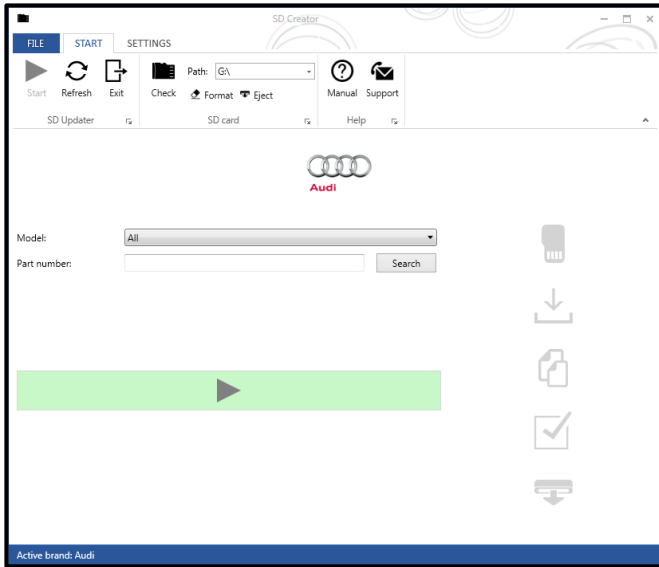 SD Creator
FILE START SETTINGS
Path: G:\
Start Refresh Exit Check Format Eject Manual Support
SD Updater SD card Help
Audi
Model: All
Part number: Search
Active brand: Audi